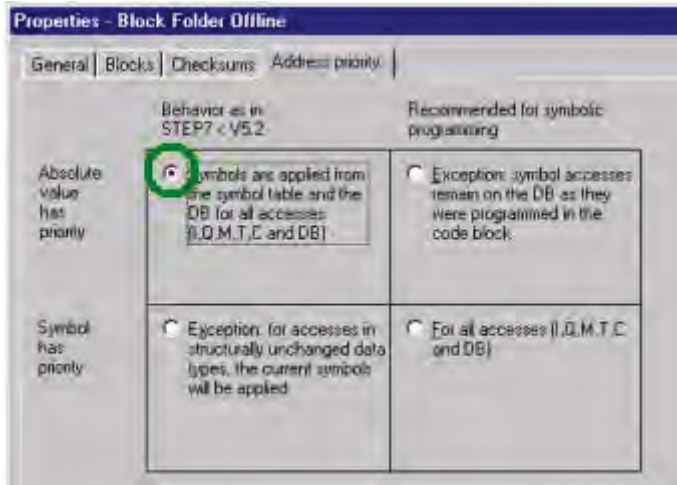 Properties - Block Folder Offline
General Blocks Checksums Address priority
Behavior as in
STEP7 < V5.2
Recommended for symbolic
programming
Absolute
value
has
priority
Symbols are applied from
the symbol table and the
DB for all accesses
(I,Q,M,T,C and DB)
Exception: symbol accesses
remain on the DB as they
were programmed in the
code block
Symbol
has
priority
Exception: for accesses in
structurally unchanged data
types, the current symbols
will be applied
For all accesses (I,Q,M,T,C
and DB)